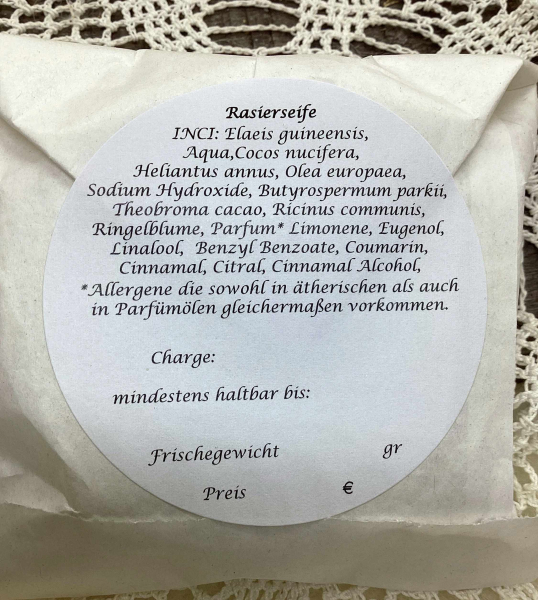 Rasierseife
INCI: Elaeis guineensis,
Aqua,Cocos nucifera,
Heliantus annus, Olea europaea,
Sodium Hydroxide, Butyrospermum parkii,
Theobroma cacao, Ricinus communis,
Ringelblume, Parfum* Limonene, Eugenol,
Linalool, Benzyl Benzoate, Coumarin,
Cinnamal, Citral, Cinnamal Alcohol,
*Allergene die sowohl in ätherischen als auch
in Parfümölen gleichermaßen vorkommen.
Charge:
mindestens haltbar bis:
Frischegewicht gr
Preis €